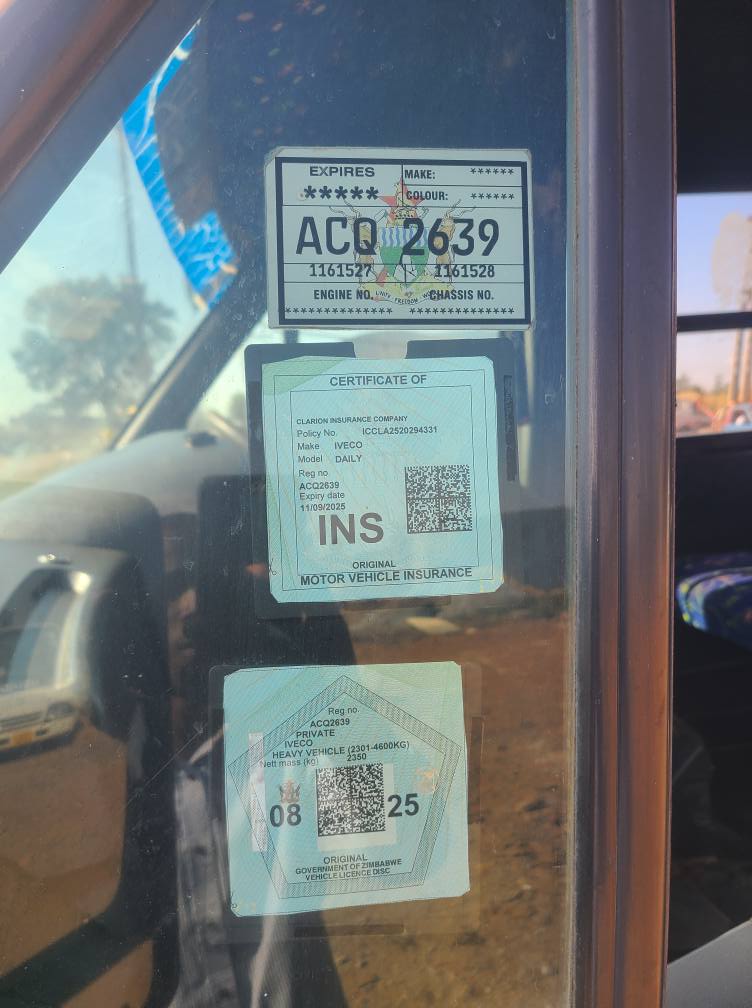 EXPIRES MAKE: ******
***** COLOUR: ******
ACQ 2639
1161527 1161528
ENGINE NO. CHASSIS NO.
UNITY FREEDOM
************** **************
CERTIFICATE OF
CLARION INSURANCE COMPANY
Policy No. ICCLA2520294331
Make IVECO
Model DAILY
Reg no
ACQ2639
Expiry date
11/09/2025
INS
ORIGINAL
MOTOR VEHICLE INSURANCE
Reg no.
ACQ2639
PRIVATE
IVECO
HEAVY VEHICLE (2301-4600KG)
Nett mass (kg) 2350
08 25
ORIGINAL
GOVERNMENT OF ZIMBABWE
VEHICLE LICENCE DISC